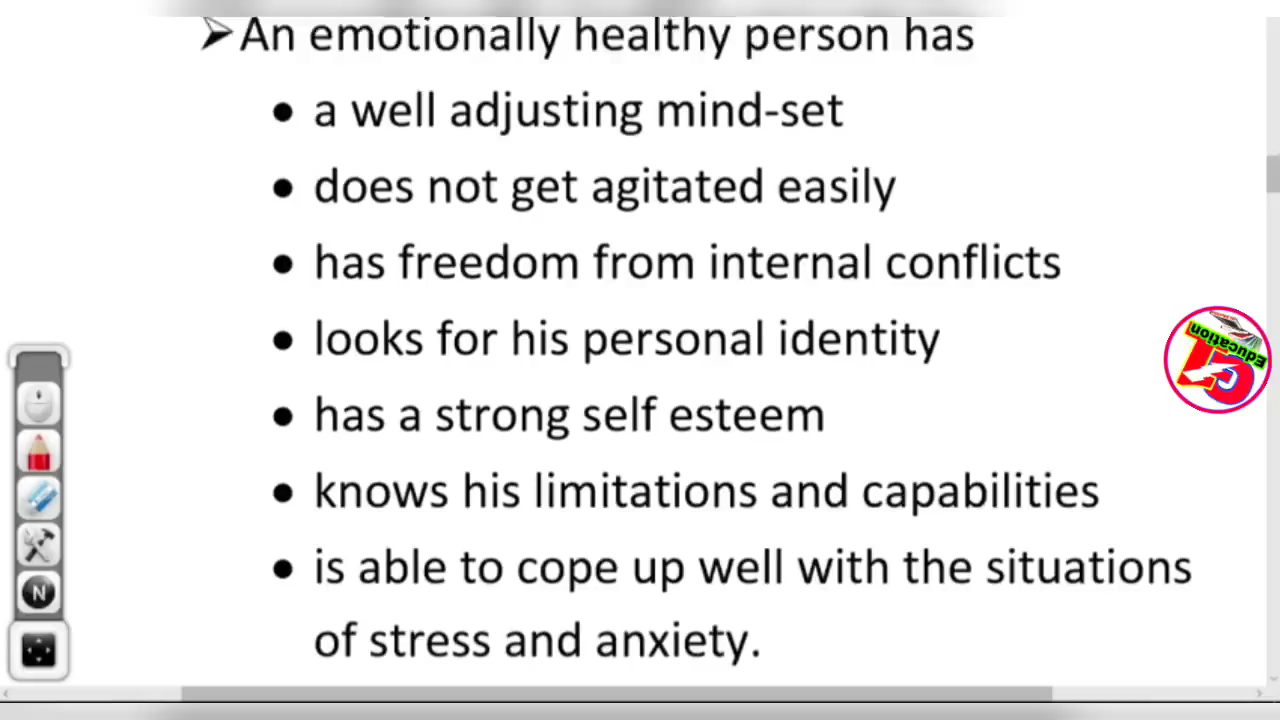 ➢An emotionally healthy person has
• a well adjusting mind-set
• does not get agitated easily
• has freedom from internal conflicts
• looks for his personal identity
• has a strong self esteem
• knows his limitations and capabilities
• is able to cope up well with the situations
of stress and anxiety.
Education
N